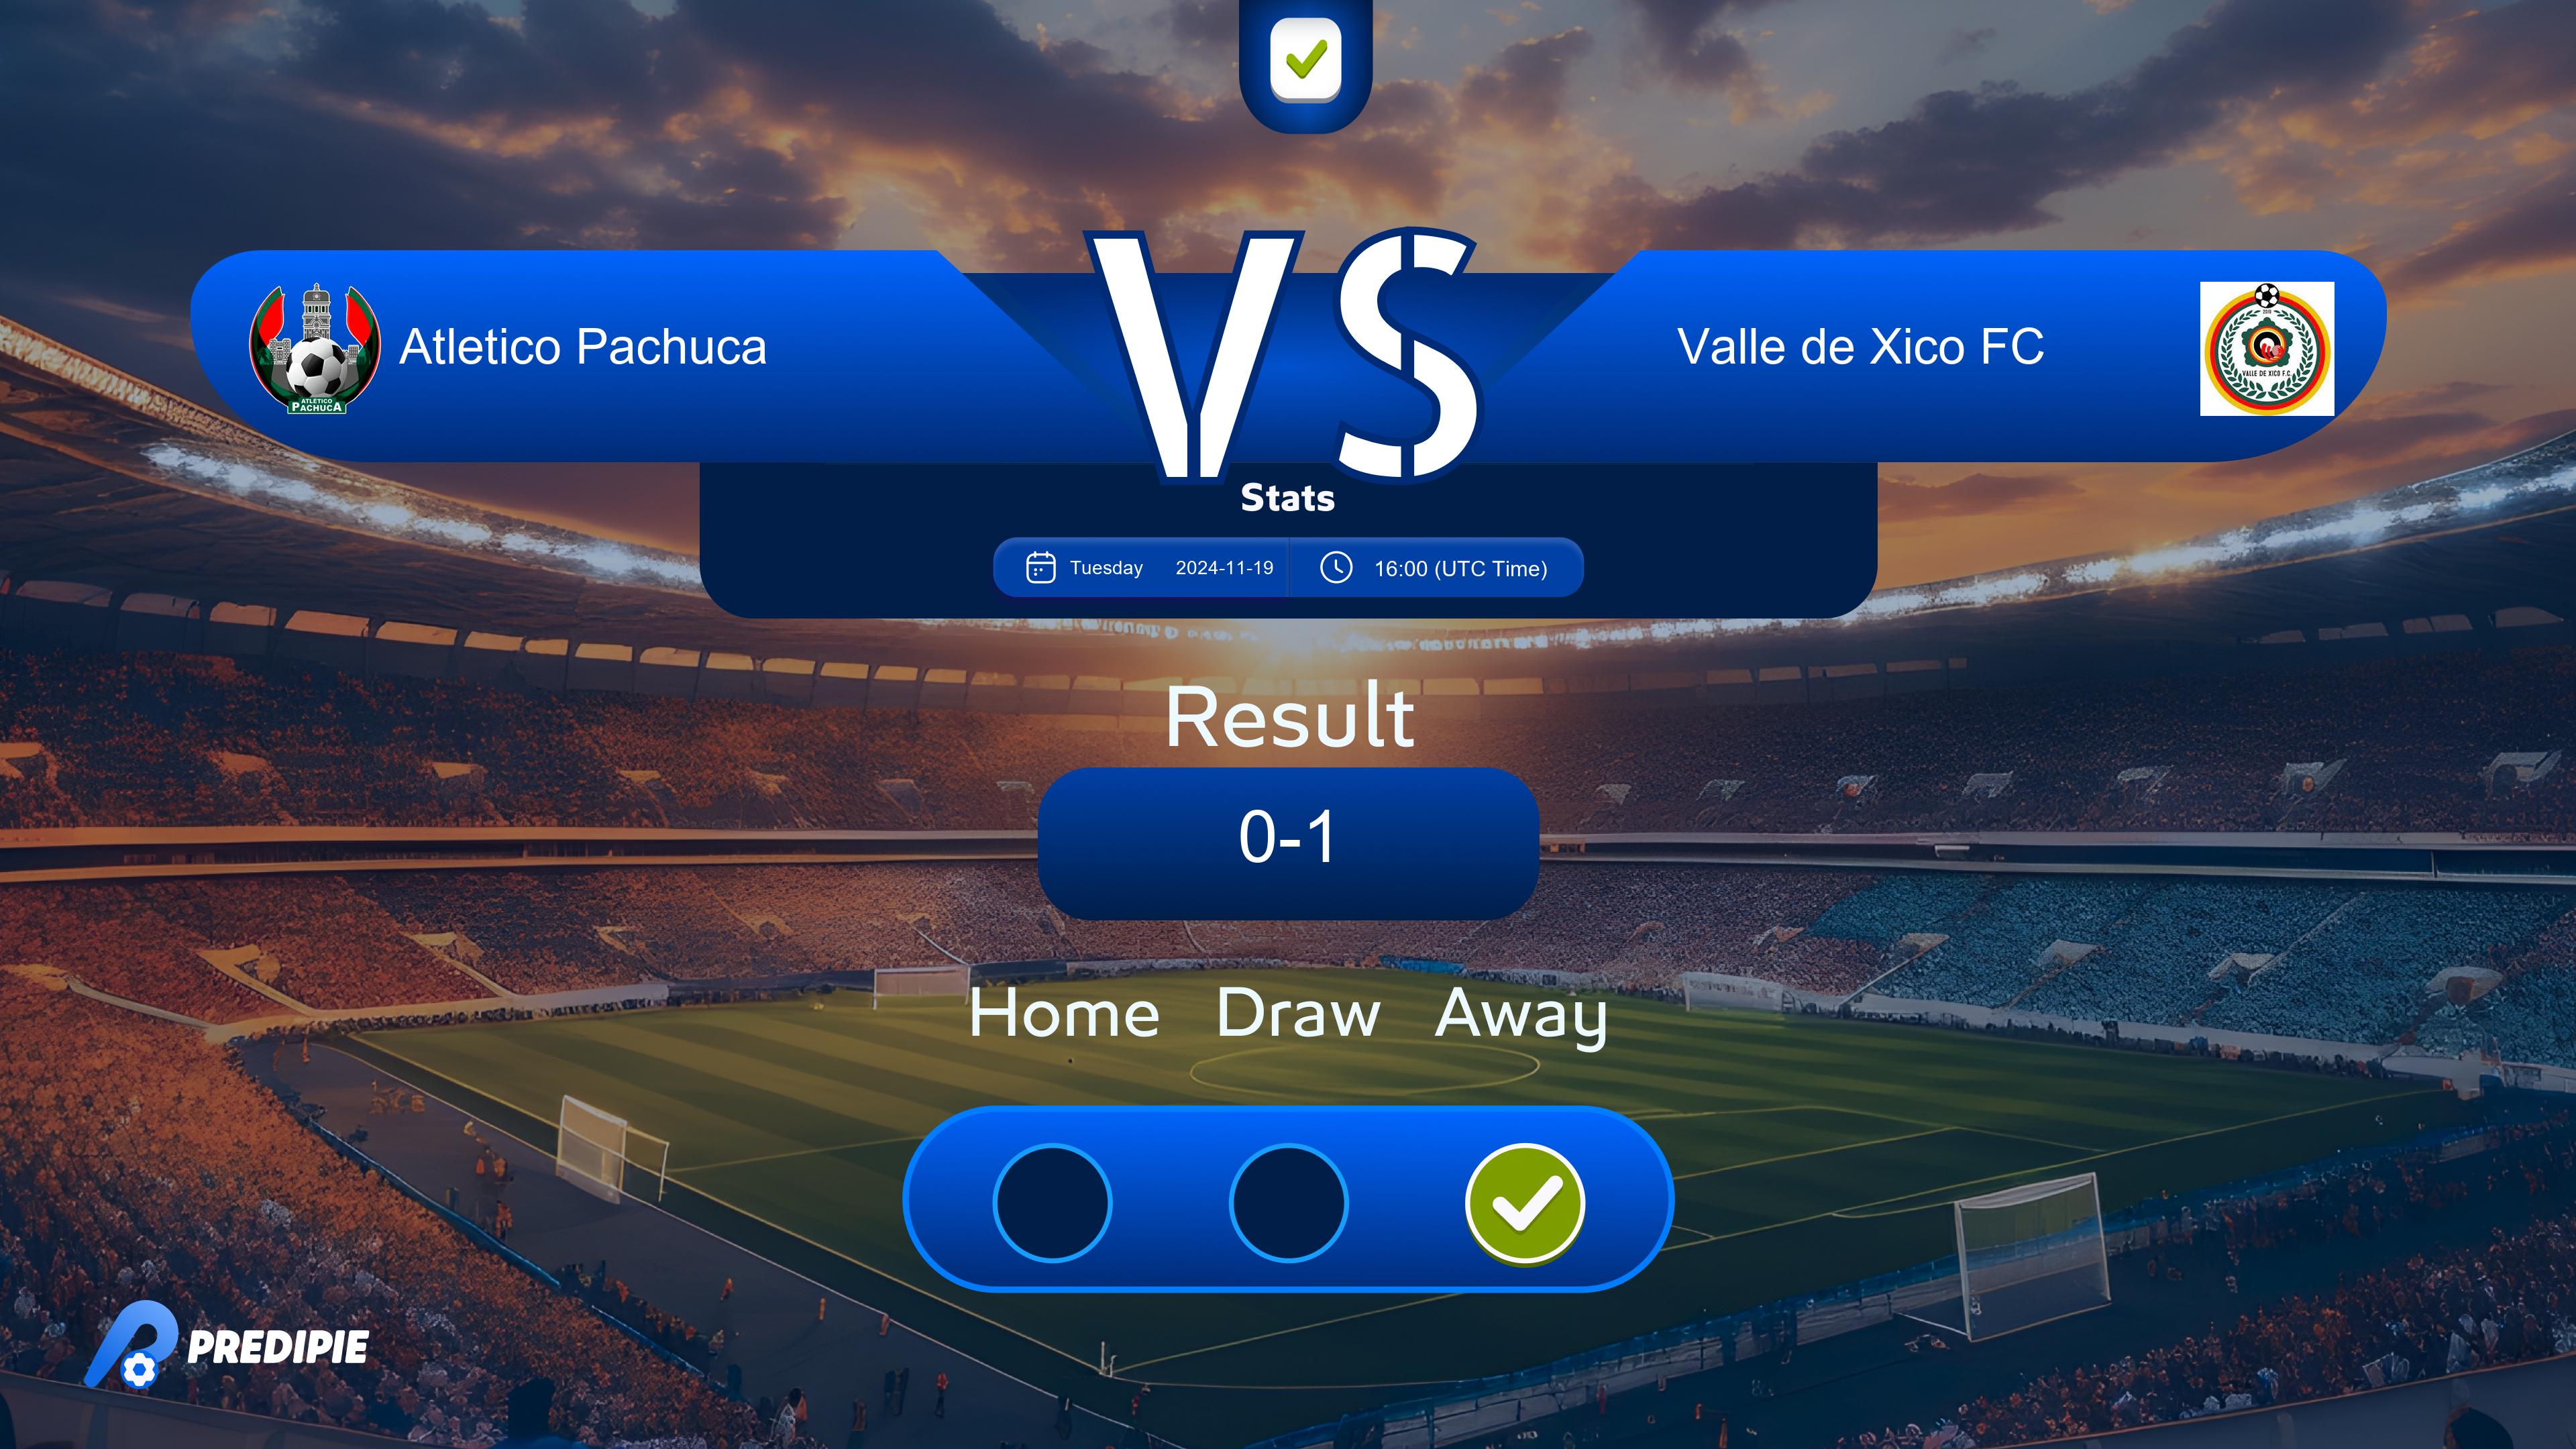 VS
Atletico Pachuca
Valle de Xico FC
ATLETICO
PACHUCA
VALLE DE XICO F.C.
Stats
Tuesday 2024-11-19 16:00 (UTC Time)
Result
0-1
Home Draw Away
PREDIPIE